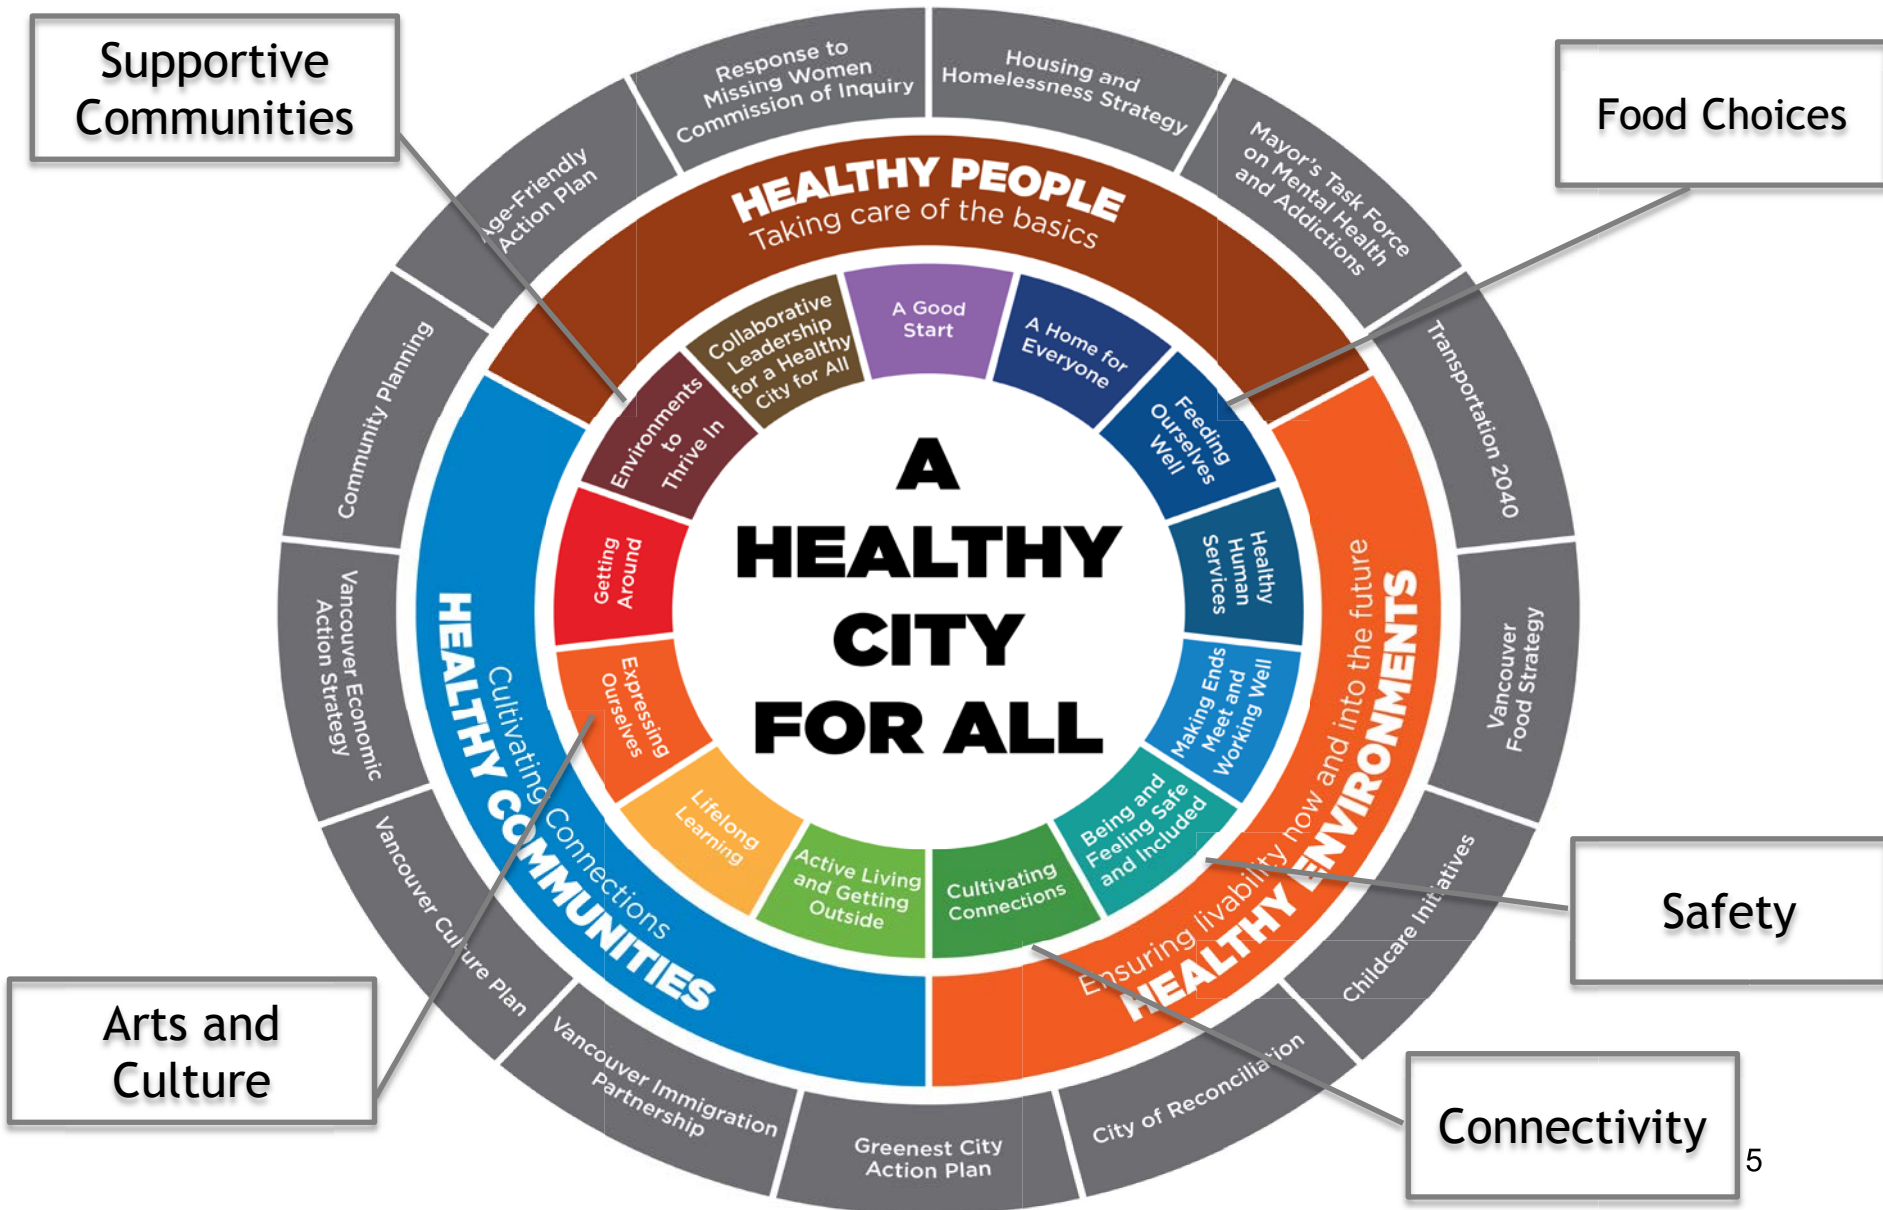 Supportive
Communities
Food Choices
Safety
Connectivity
Arts and
Culture
Response to
Missing Women
Commission of Inquiry
Housing and
Homelessness Strategy
Mayor's Task Force
on Mental Health
and Addictions
Transportation 2040
Vancouver
Food Strategy
Childcare Initiatives
City of Reconciliation
Greenest City
Action Plan
Vancouver Immigration
Partnership
Vancouver Culture Plan
Vancouver Economic
Action Strategy
Community Planning
Age-Friendly
Action Plan
HEALTHY PEOPLE
Taking care of the basics
Ensuring livability now and into the future
HEALTHY ENVIRONMENTS
Cultivating Connections
HEALTHY COMMUNITIES
A Good
Start
A Home for
Everyone
Feeding
Ourselves
Well
Healthy
Human
Services
Making Ends
Meet and
Working Well
Being and
Feeling Safe
and Included
Cultivating
Connections
Active Living
and Getting
Outside
Lifelong
Learning
Expressing
Ourselves
Getting
Around
Environments
to
Thrive In
Collaborative
Leadership
for a Healthy
City for All
A
HEALTHY
CITY
FOR ALL
5